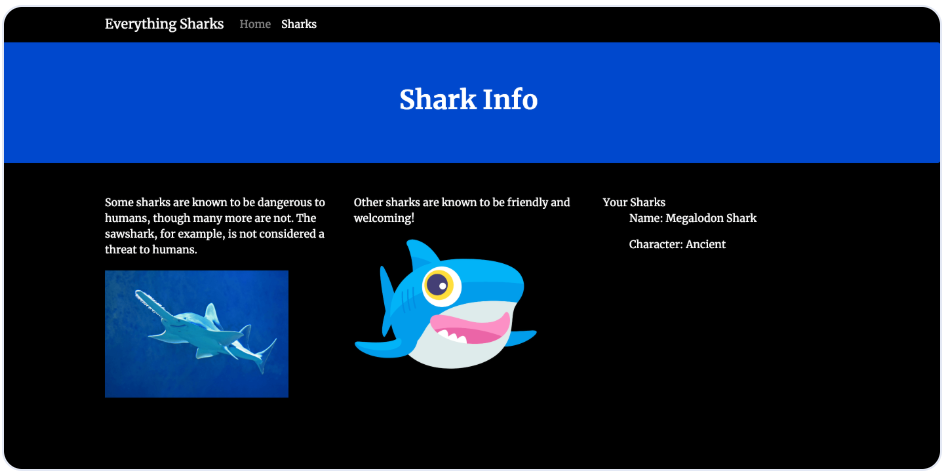 Everything Sharks Home Sharks
Shark Info
Some sharks are known to be dangerous to
humans, though many more are not. The
sawshark, for example, is not considered a
threat to humans.
Other sharks are known to be friendly and
welcoming!
Your Sharks
Name: Megalodon Shark
Character: Ancient